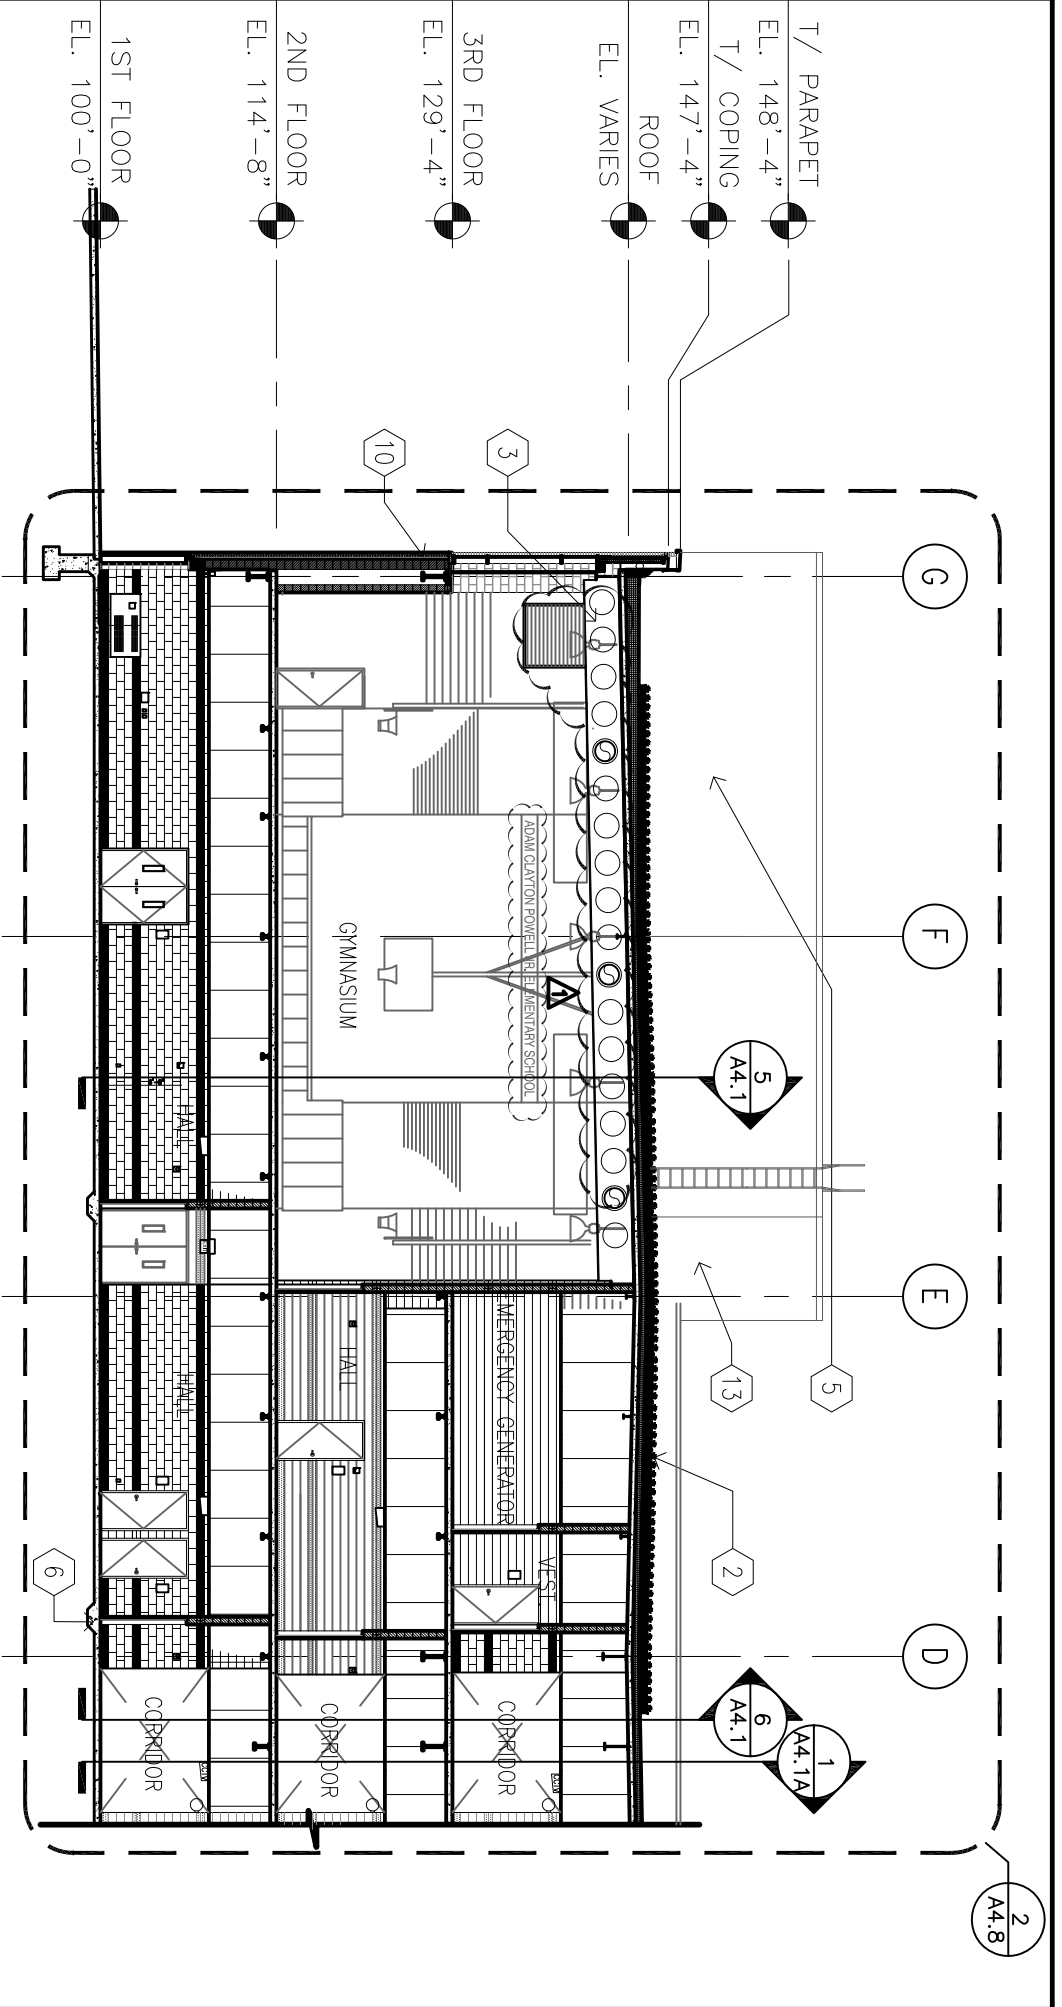 T/ PARAPET
EL. 148'-4"
T/ COPING
EL. 147'-4"
ROOF
EL. VARIES
3RD FLOOR
EL. 129'-4"
2ND FLOOR
EL. 114'-8"
1ST FLOOR
EL. 100'-0"
G
F
E
D
2
A4.8
5
A4.1
6
A4.1
1
A4.1A
5
13
2
3
10
6
1
ADAM CLAYTON POWELL JR. ELEMENTARY SCHOOL
GYMNASIUM
EMERGENCY GENERATOR
VEST
CORRIDOR
HALL
CORRIDOR
HALL
HALL
CORRIDOR